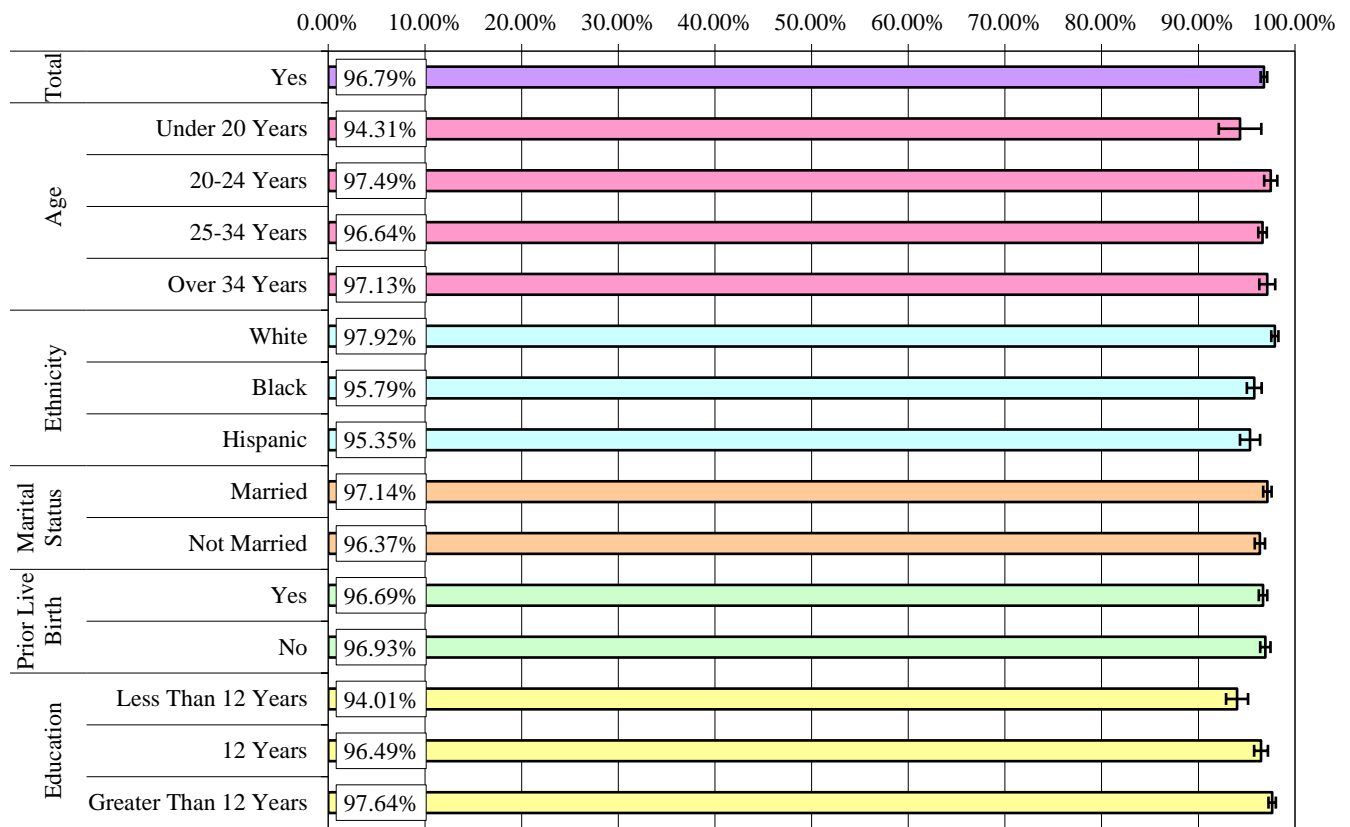 0.00% 10.00% 20.00% 30.00% 40.00% 50.00% 60.00% 70.00% 80.00% 90.00% 100.00%
Total
Yes 96.79%
Age
Under 20 Years 94.31%
20-24 Years 97.49%
25-34 Years 96.64%
Over 34 Years 97.13%
Ethnicity
White 97.92%
Black 95.79%
Hispanic 95.35%
Marital
Status
Married 97.14%
Not Married 96.37%
Prior Live
Birth
Yes 96.69%
No 96.93%
Education
Less Than 12 Years 94.01%
12 Years 96.49%
Greater Than 12 Years 97.64%